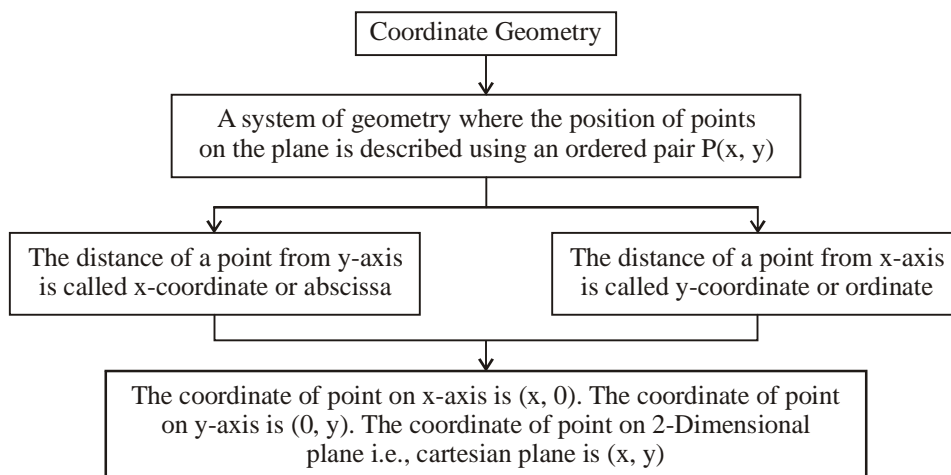 Coordinate Geometry
A system of geometry where the position of points
on the plane is described using an ordered pair P(x, y)
The distance of a point from y-axis
is called x-coordinate or abscissa
The distance of a point from x-axis
is called y-coordinate or ordinate
The coordinate of point on x-axis is (x, 0). The coordinate of point
on y-axis is (0, y). The coordinate of point on 2-Dimensional
plane i.e., cartesian plane is (x, y)